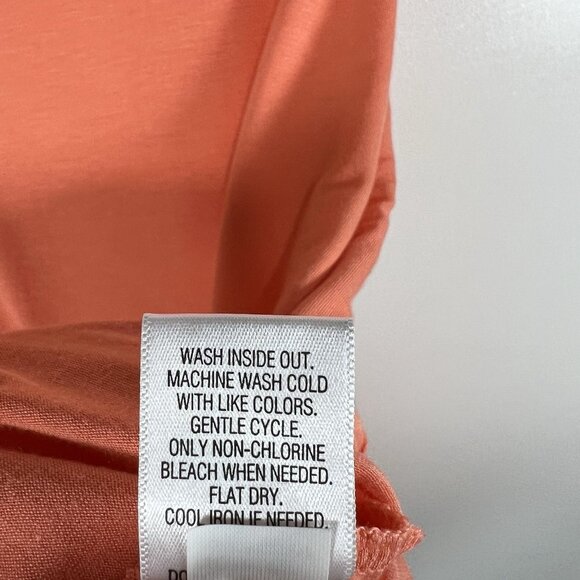 WASH INSIDE OUT.
MACHINE WASH COLD
WITH LIKE COLORS.
GENTLE CYCLE.
ONLY NON-CHLORINE
BLEACH WHEN NEEDED.
FLAT DRY.
COOL IRON IF NEEDED.